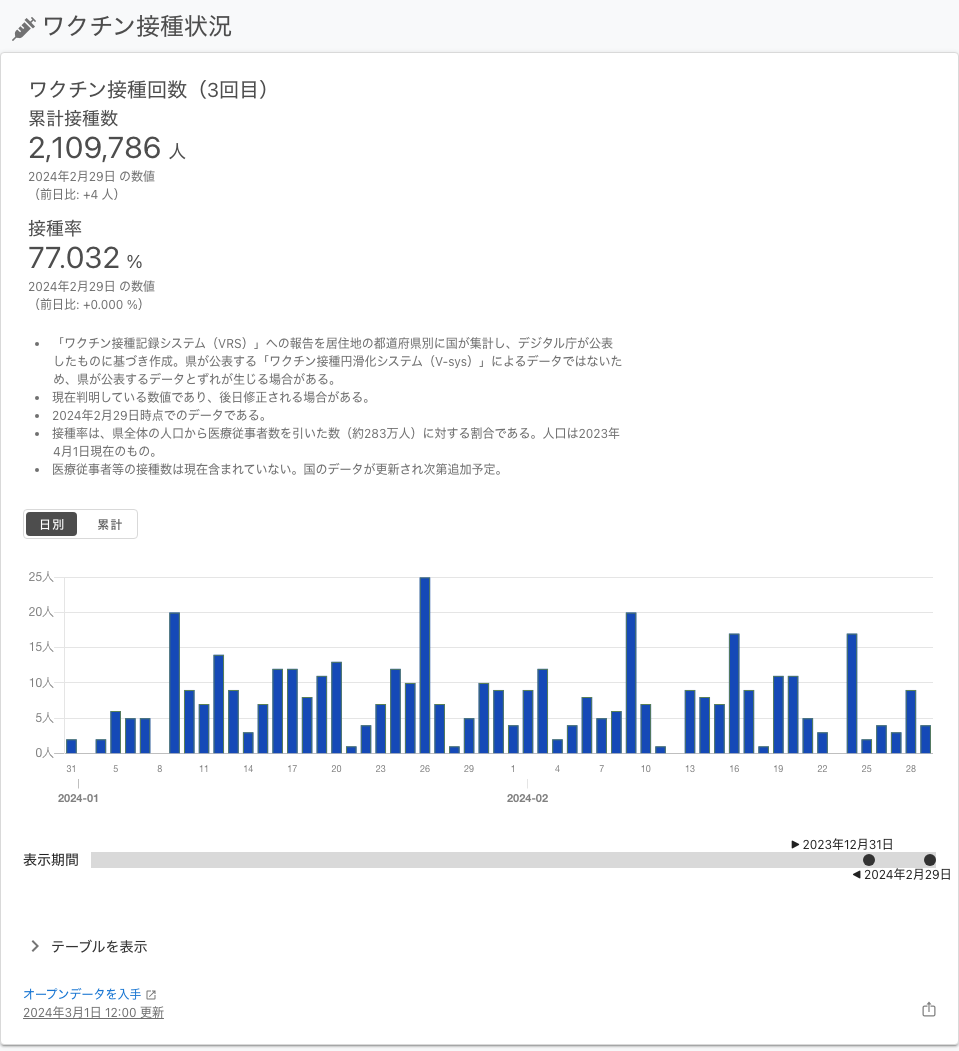 ワクチン接種状況
ワクチン接種回数（3回目）
累計接種数
2,109,786 人
2024年2月29日 の数値
（前日比: +4 人）
接種率
77.032 %
2024年2月29日 の数値
（前日比: +0.000 %）
• 「ワクチン接種記録システム（VRS）」への報告を居住地の都道府県別に国が集計し、デジタル庁が公表
したものに基づき作成。県が公表する「ワクチン接種円滑化システム（V-sys）」によるデータではないた
め、県が公表するデータとずれが生じる場合がある。
• 現在判明している数値であり、後日修正される場合がある。
• 2024年2月29日時点でのデータである。
• 接種率は、県全体の人口から医療従事者数を引いた数（約283万人）に対する割合である。人口は2023年
4月1日現在のもの。
• 医療従事者等の接種数は現在含まれていない。国のデータが更新され次第追加予定。
日別 累計
25人
20人
15人
10人
5人
0人
31 5 8 11 14 17 20 23 26 29 1 4 7 10 13 16 19 22 25 28
2024-01 2024-02
2023年12月31日
表示期間
2024年2月29日
テーブルを表示
オープンデータを入手
2024年3月1日 12:00 更新